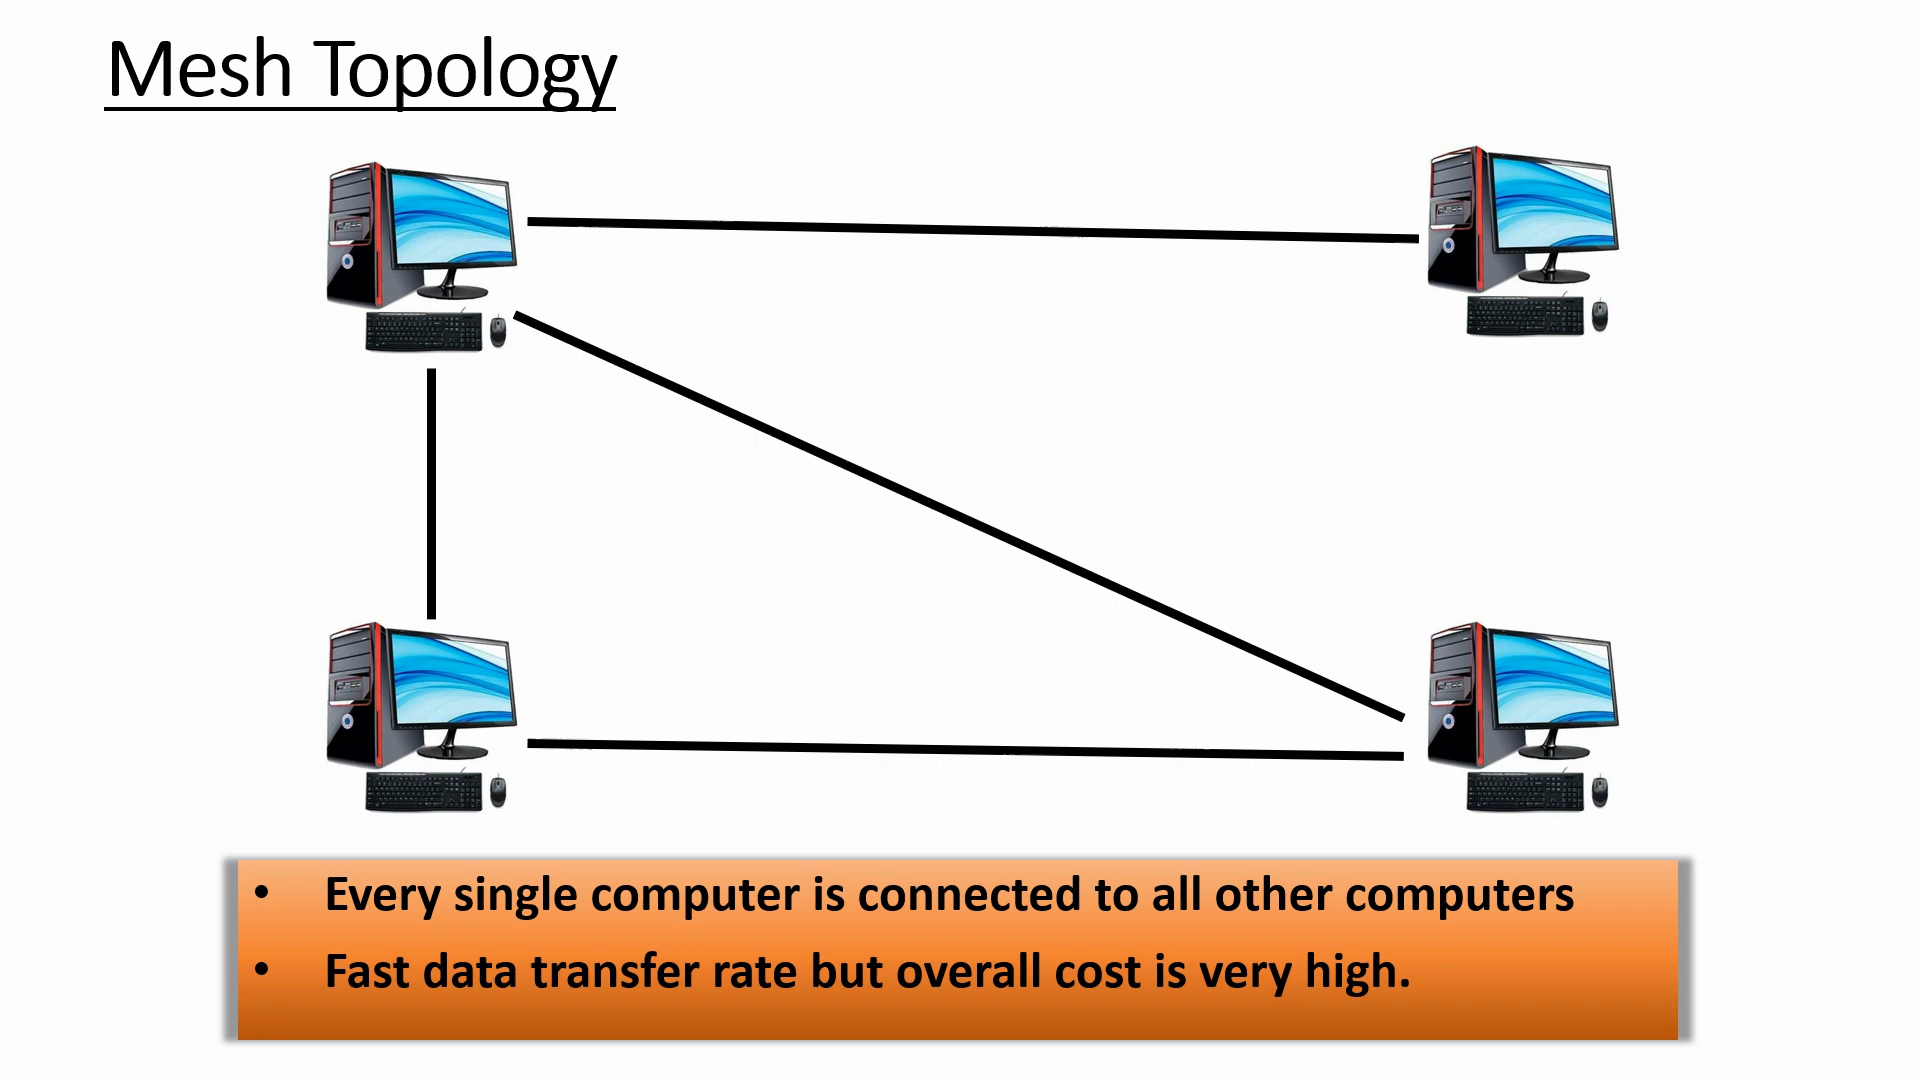 Mesh Topology
• Every single computer is connected to all other computers
• Fast data transfer rate but overall cost is very high.